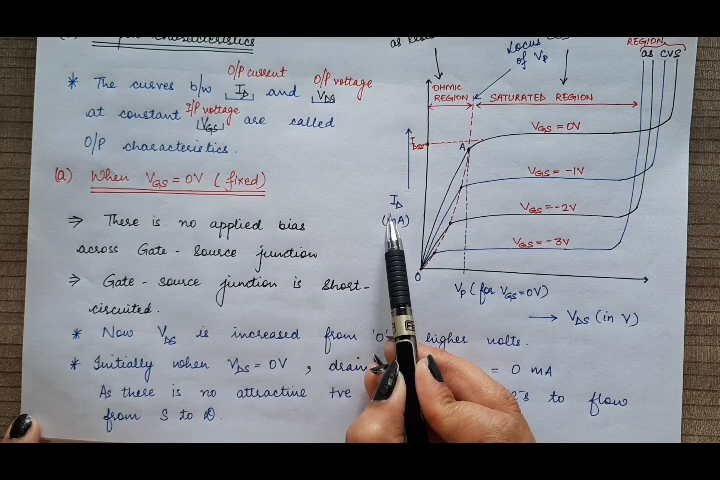 characteristics
* The curves b/w I_D and V_DS
O/P current
O/P voltage
at constant V_GS are called
I/P voltage
O/P characteristics.
(a) When V_GS = 0V (fixed)
⇒ There is no applied bias
across Gate-Source junction
⇒ Gate-source junction is short-
circuited.
* Now V_DS is increased from '0' higher volts.
* Initially when V_DS = 0V, drain = 0 mA
As there is no attractive +ve e⁻s to flow
from S to D.
Locus
of V_P
REGION
as CVS
OHMIC
REGION
SATURATED REGION
V_GS = 0V
I_DSS
A
V_GS = -1V
I_D
(mA)
V_GS = -2V
V_GS = -3V
0
V_P (for V_GS = 0V)
→ V_DS (in V)